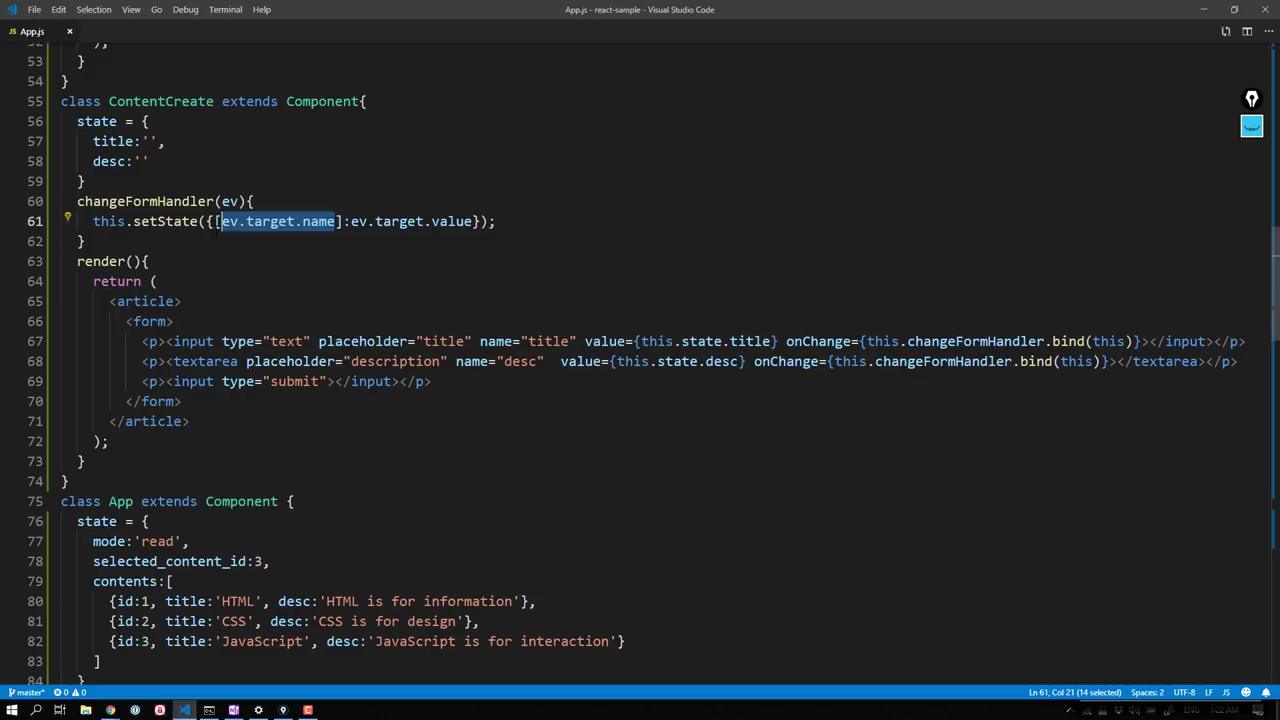 File Edit Selection View Go Debug Terminal Help App.js - react-sample - Visual Studio Code
JS App.js ×
52 );
53 }
54 }
55 class ContentCreate extends Component{
56 state = {
57 title:'',
58 desc:''
59 }
60 changeFormHandler(ev){
61 this.setState({[ev.target.name]:ev.target.value});
62 }
63 render(){
64 return (
65 <article>
66 <form>
67 <p><input type="text" placeholder="title" name="title" value={this.state.title} onChange={this.changeFormHandler.bind(this)}></input></p>
68 <p><textarea placeholder="description" name="desc"  value={this.state.desc} onChange={this.changeFormHandler.bind(this)}></textarea></p>
69 <p><input type="submit"></input></p>
70 </form>
71 </article>
72 );
73 }
74 }
75 class App extends Component {
76 state = {
77 mode:'read',
78 selected_content_id:3,
79 contents:[
80 {id:1, title:'HTML', desc:'HTML is for information'},
81 {id:2, title:'CSS', desc:'CSS is for design'},
82 {id:3, title:'JavaScript', desc:'JavaScript is for interaction'}
83 ]
84 }
master* 0 0 Ln 61, Col 21 (14 selected) Spaces: 2 UTF-8 LF JS
ENG 1:22 AM